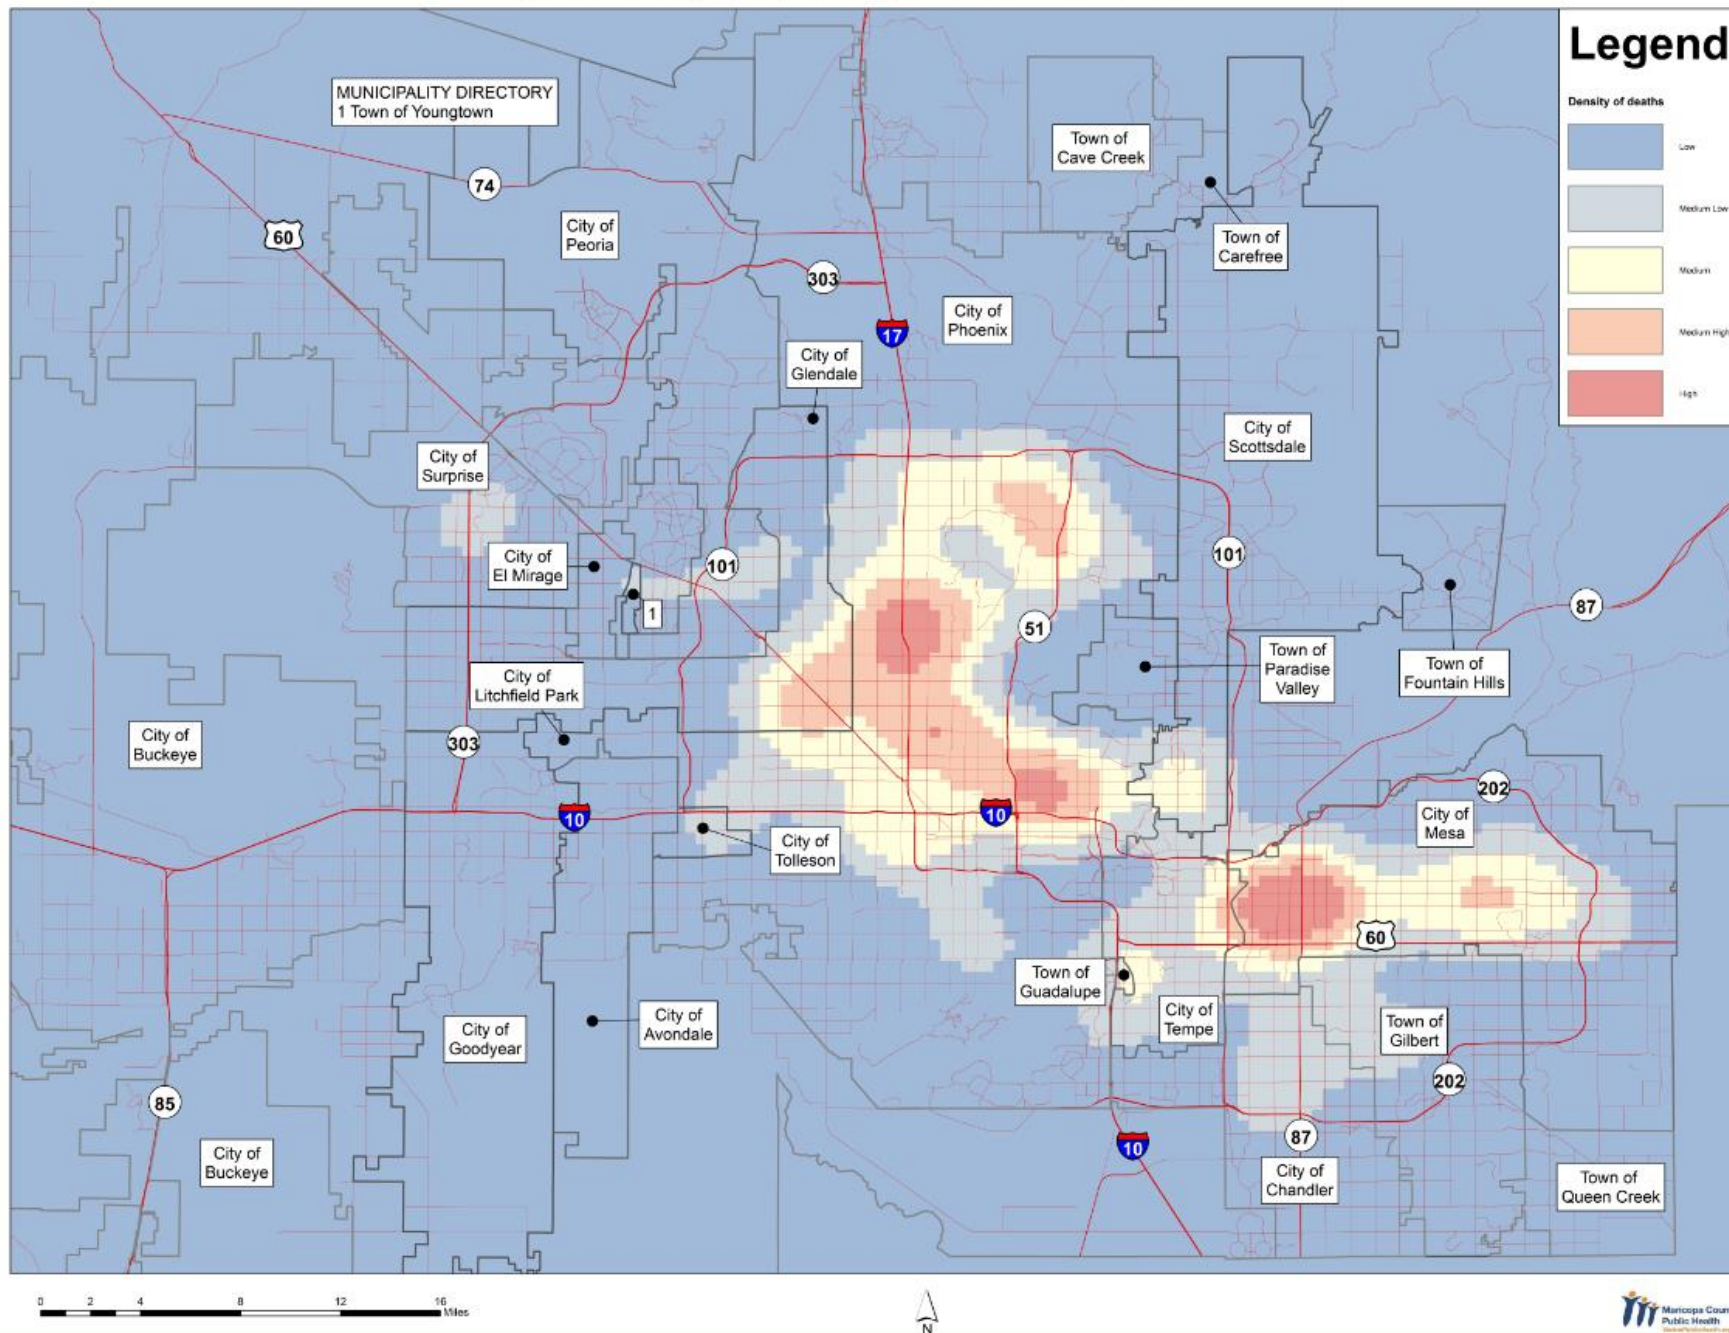 Legend
Density of deaths
Low
Medium Low
Medium
Medium High
High
MUNICIPALITY DIRECTORY
1 Town of Youngtown
74
60
City of
Peoria
303
17
City of
Phoenix
Town of
Cave Creek
Town of
Carefree
City of
Glendale
City of
Surprise
City of
Scottsdale
City of
El Mirage
1
101
101
51
87
City of
Litchfield Park
Town of
Paradise
Valley
Town of
Fountain Hills
City of
Buckeye
303
10
10
202
City of
Mesa
City of
Tolleson
60
Town of
Guadalupe
City of
Tempe
Town of
Gilbert
City of
Goodyear
City of
Avondale
85
202
10
87
City of
Buckeye
City of
Chandler
Town of
Queen Creek
0 2 4 8 12 16
Miles
N
Maricopa Coun
Public Health